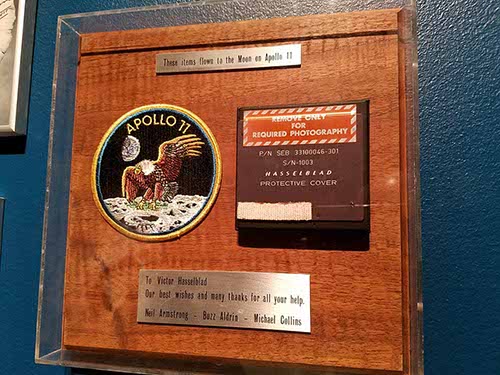 These items flown to the Moon on Apollo 11
APOLLO 11
REMOVE ONLY
FOR
REQUIRED PHOTOGRAPHY
P/N SEB 33100046-301
S/N-1003
HASSELBLAD
PROTECTIVE COVER
To Victor Hasselblad
Our best wishes and many thanks for all your help.
Neil Armstrong - Buzz Aldrin - Michael Collins